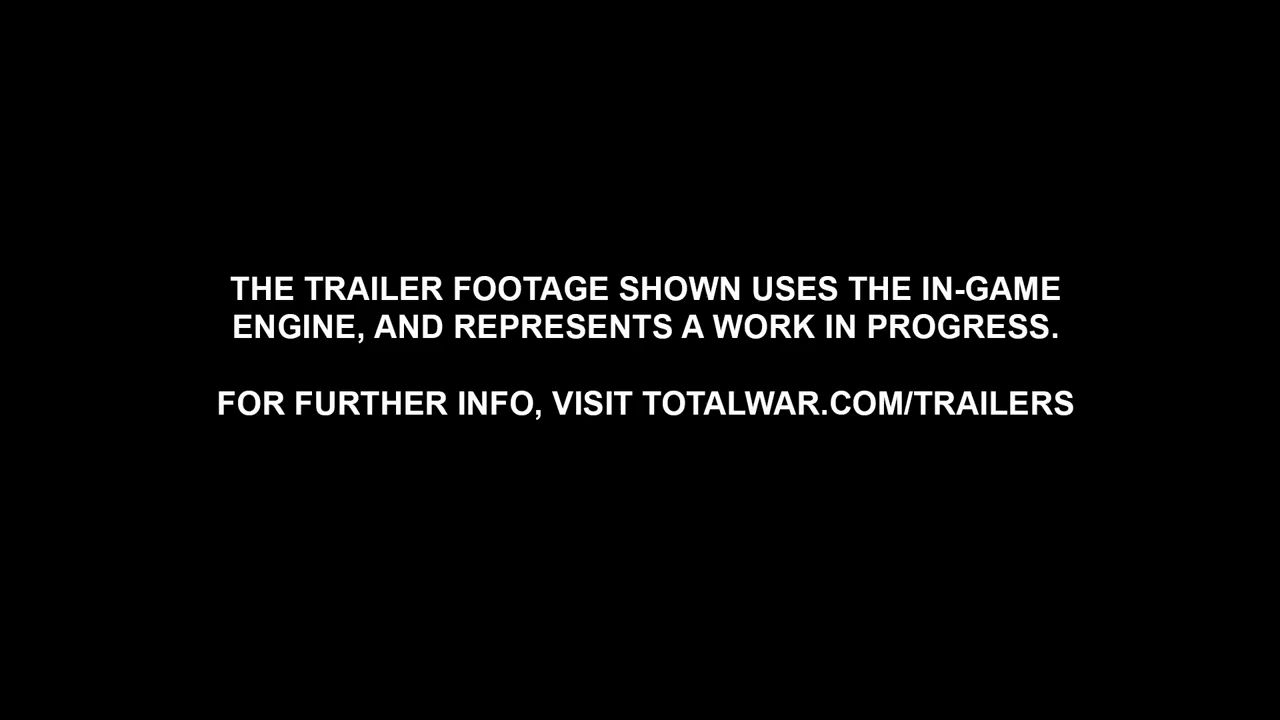 THE TRAILER FOOTAGE SHOWN USES THE IN-GAME
ENGINE, AND REPRESENTS A WORK IN PROGRESS.
FOR FURTHER INFO, VISIT TOTALWAR.COM/TRAILERS